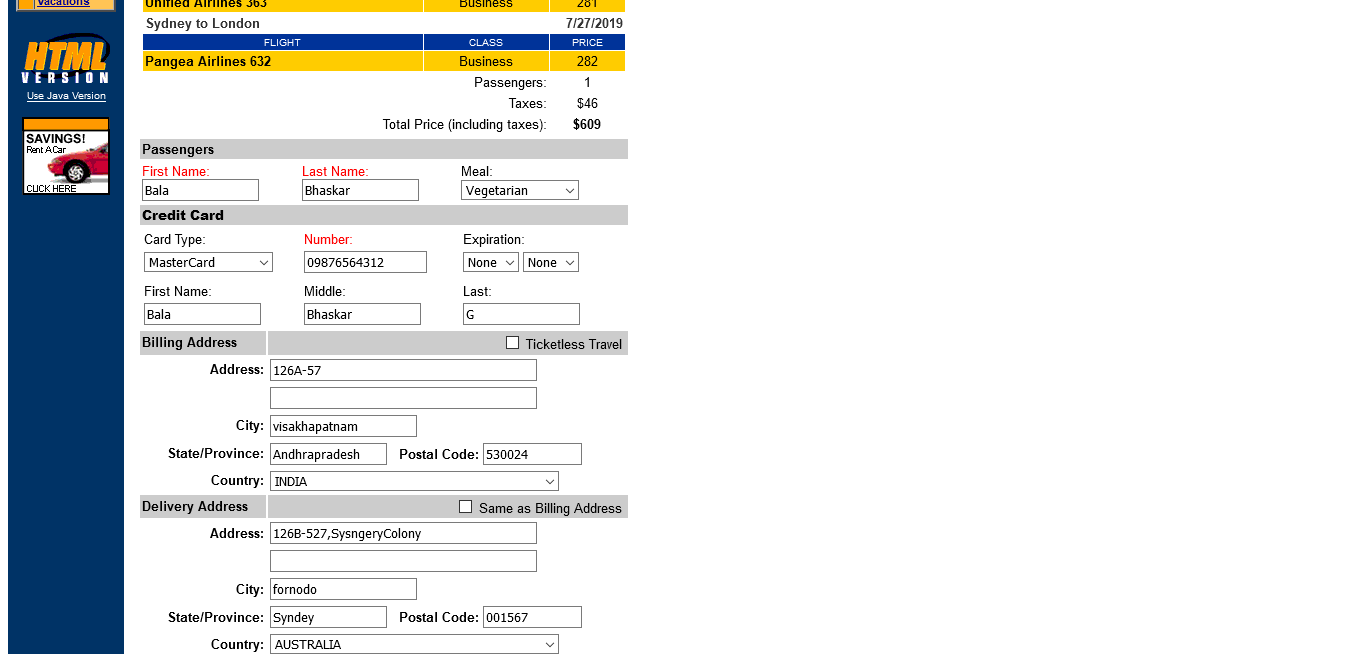 Vacations
HTML
VERSION
Use Java Version
SAVINGS!
Rent A Car
CLICK HERE
Unified Airlines 363 Business 281
Sydney to London 7/27/2019
FLIGHT CLASS PRICE
Pangea Airlines 632 Business 282
Passengers: 1
Taxes: $46
Total Price (including taxes): $609
Passengers
First Name: Last Name: Meal:
Bala Bhaskar Vegetarian
Credit Card
Card Type: Number: Expiration:
MasterCard 09876564312 None None
First Name: Middle: Last:
Bala Bhaskar G
Billing Address Ticketless Travel
Address: 126A-57
City: visakhapatnam
State/Province: Andhrapradesh Postal Code: 530024
Country: INDIA
Delivery Address Same as Billing Address
Address: 126B-527,SysngeryColony
City: fornodo
State/Province: Syndey Postal Code: 001567
Country: AUSTRALIA